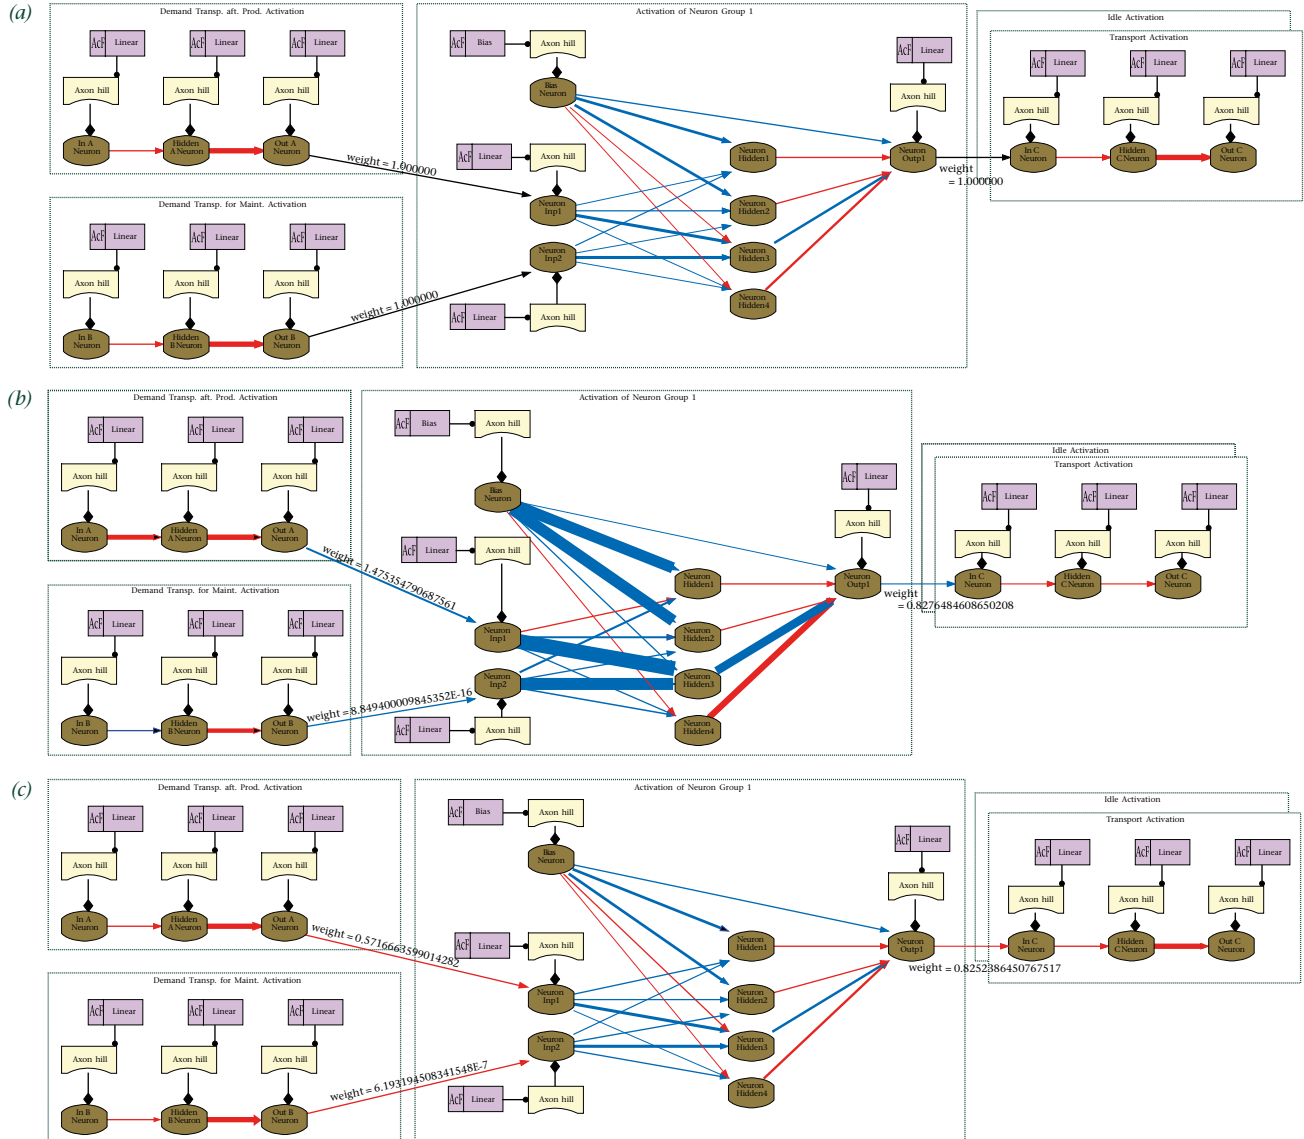 (a)
Demand Transp. aft. Prod. Activation
AcF Linear
AcF Linear
AcF Linear
Axon hill
Axon hill
Axon hill
In A
Neuron
Hidden
A Neuron
Out A
Neuron
weight = 1.000000
Demand Transp. for Maint. Activation
AcF Linear
AcF Linear
AcF Linear
Axon hill
Axon hill
Axon hill
In B
Neuron
Hidden
B Neuron
Out B
Neuron
weight = 1.000000
Activation of Neuron Group 1
AcF Bias
Axon hill
Bias
Neuron
AcF Linear
Axon hill
Neuron
Inp1
Neuron
Inp2
AcF Linear
Axon hill
Neuron
Hidden1
Neuron
Hidden2
Neuron
Hidden3
Neuron
Hidden4
AcF Linear
Axon hill
Neuron
Outp1
weight
= 1.000000
Idle Activation
Transport Activation
AcF Linear
AcF Linear
AcF Linear
Axon hill
Axon hill
Axon hill
In C
Neuron
Hidden
C Neuron
Out C
Neuron
(b)
Demand Transp. aft. Prod. Activation
AcF Linear
AcF Linear
AcF Linear
Axon hill
Axon hill
Axon hill
In A
Neuron
Hidden
A Neuron
Out A
Neuron
weight = 1.475354790687561
Demand Transp. for Maint. Activation
AcF Linear
AcF Linear
AcF Linear
Axon hill
Axon hill
Axon hill
In B
Neuron
Hidden
B Neuron
Out B
Neuron
weight = 8.849400009845352E-16
Activation of Neuron Group 1
AcF Bias
Axon hill
Bias
Neuron
AcF Linear
Axon hill
Neuron
Inp1
Neuron
Inp2
AcF Linear
Axon hill
Neuron
Hidden1
Neuron
Hidden2
Neuron
Hidden3
Neuron
Hidden4
AcF Linear
Axon hill
Neuron
Outp1
weight
= 0.8276484608650208
Idle Activation
Transport Activation
AcF Linear
AcF Linear
AcF Linear
Axon hill
Axon hill
Axon hill
In C
Neuron
Hidden
C Neuron
Out C
Neuron
(c)
Demand Transp. aft. Prod. Activation
AcF Linear
AcF Linear
AcF Linear
Axon hill
Axon hill
Axon hill
In A
Neuron
Hidden
A Neuron
Out A
Neuron
weight = 0.5716663599014282
Demand Transp. for Maint. Activation
AcF Linear
AcF Linear
AcF Linear
Axon hill
Axon hill
Axon hill
In B
Neuron
Hidden
B Neuron
Out B
Neuron
weight = 6.193194508341548E-7
Activation of Neuron Group 1
AcF Bias
Axon hill
Bias
Neuron
AcF Linear
Axon hill
Neuron
Inp1
Neuron
Inp2
AcF Linear
Axon hill
Neuron
Hidden1
Neuron
Hidden2
Neuron
Hidden3
Neuron
Hidden4
AcF Linear
Axon hill
Neuron
Outp1
weight = 0.8252386450767517
Idle Activation
Transport Activation
AcF Linear
AcF Linear
AcF Linear
Axon hill
Axon hill
Axon hill
In C
Neuron
Hidden
C Neuron
Out C
Neuron